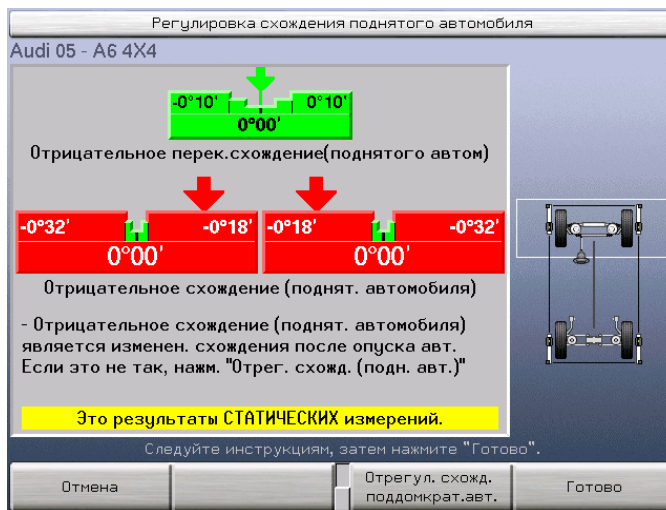 Регулировка схождения поднятого автомобиля
Audi 05 - A6 4X4
-0°10' 0°10'
0°00'
Отрицательное перек.схождение(поднятого автом)
-0°32' -0°18' -0°18' -0°32'
0°00' 0°00'
Отрицательное схождение (поднят. автомобиля)
- Отрицательное схождение (поднят. автомобиля)
является изменен. схождения после опуска авт.
Если это не так, нажм. "Отрег. схожд. (подн. авт.)"
Это результаты СТАТИЧЕСКИХ измерений.
Следуйте инструкциям, затем нажмите "Готово".
Отмена
Отрегул. схожд.
поддомкрат.авт.
Готово